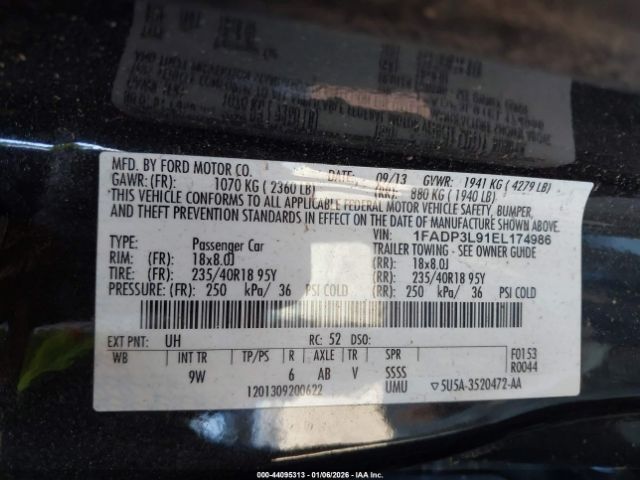 MFD. BY FORD MOTOR CO.
DATE: 09/13 GVWR: 1941 KG ( 4279 LB)
GAWR: (FR): 1070 KG ( 2360 LB) (RR): 880 KG ( 1940 LB)
THIS VEHICLE CONFORMS TO ALL APPLICABLE FEDERAL MOTOR VEHICLE SAFETY, BUMPER,
AND THEFT PREVENTION STANDARDS IN EFFECT ON THE DATE OF MANUFACTURE SHOWN ABOVE.
VIN: 1FADP3L91EL174986
TYPE: Passenger Car TRAILER TOWING - SEE OWNER GUIDE
RIM: (FR): 18x8.0J (RR): 18x8.0J
TIRE: (FR): 235/40R18 95Y (RR): 235/40R18 95Y
PRESSURE: (FR): 250 kPa/ 36 PSI COLD (RR): 250 kPa/ 36 PSI COLD
EXT PNT: UH RC: 52 DSO:
WB INT TR TP/PS R AXLE TR SPR F0153
9W 6 AB V SSSS R0044
1201309200622 UMU ▽5U5A-3520472-AA
000-44095313 - 01/06/2026 - IAA Inc.